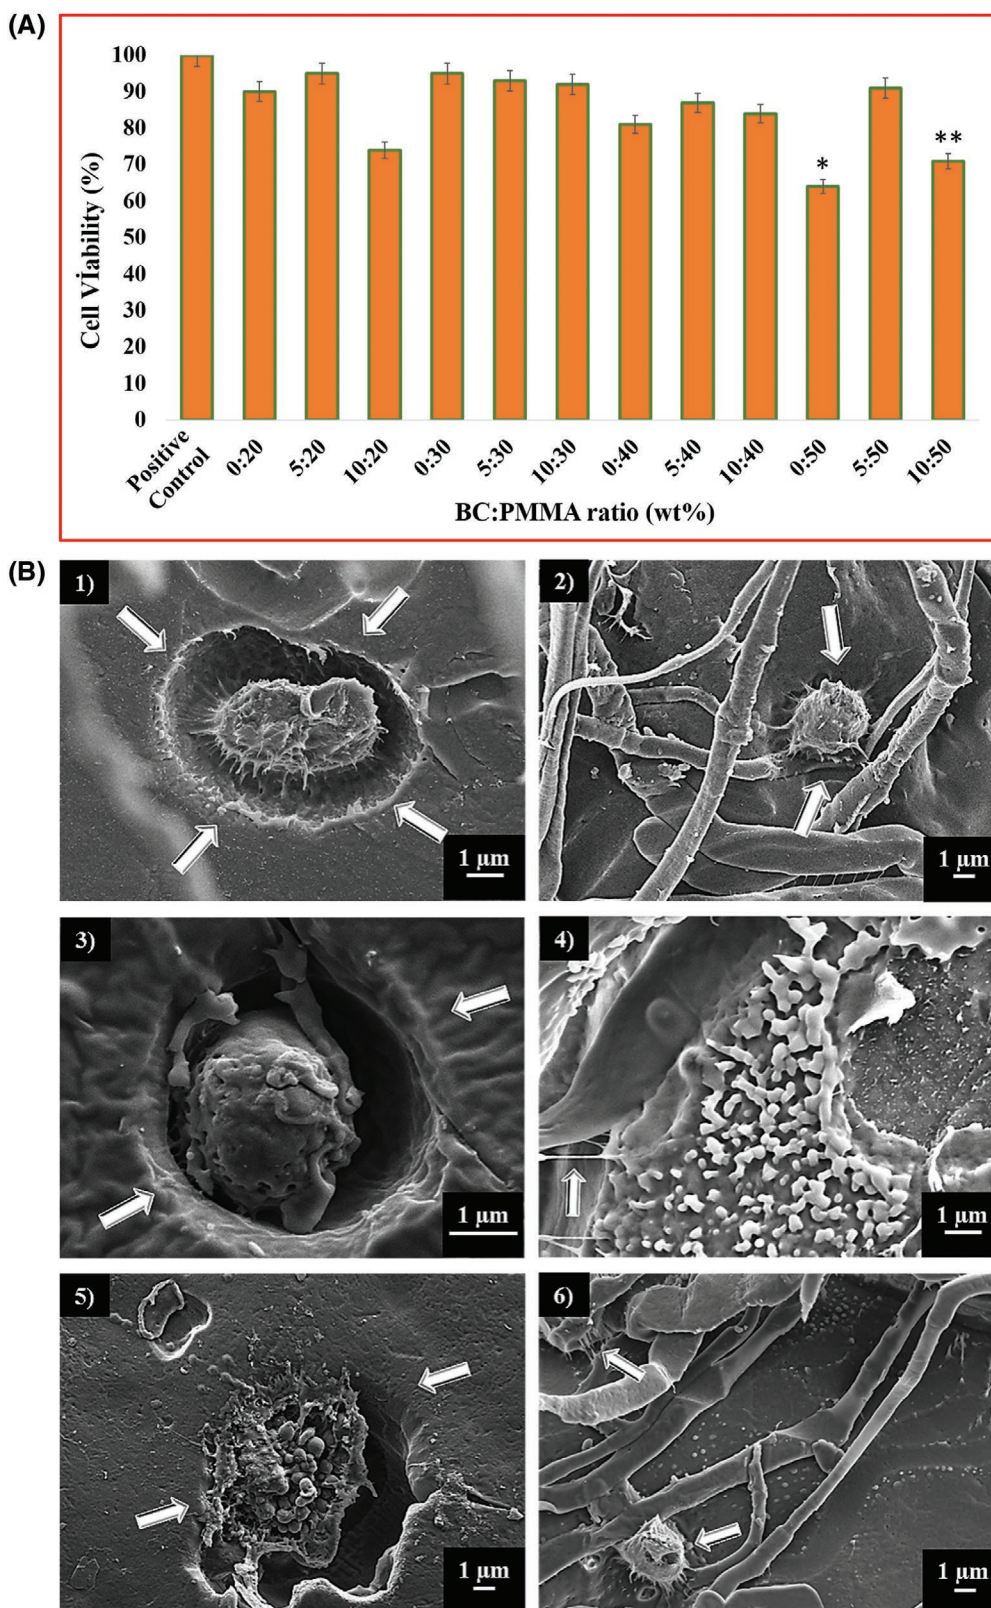 (A)
100
90
80
70
60
50
40
30
20
10
0
Cell Vİability (%)
*
**
Positive
Control
0:20
5:20
10:20
0:30
5:30
10:30
0:40
5:40
10:40
0:50
5:50
10:50
BC:PMMA ratio (wt%)
(B)
1)
1 μm
2)
1 μm
3)
1 μm
4)
1 μm
5)
1 μm
6)
1 μm